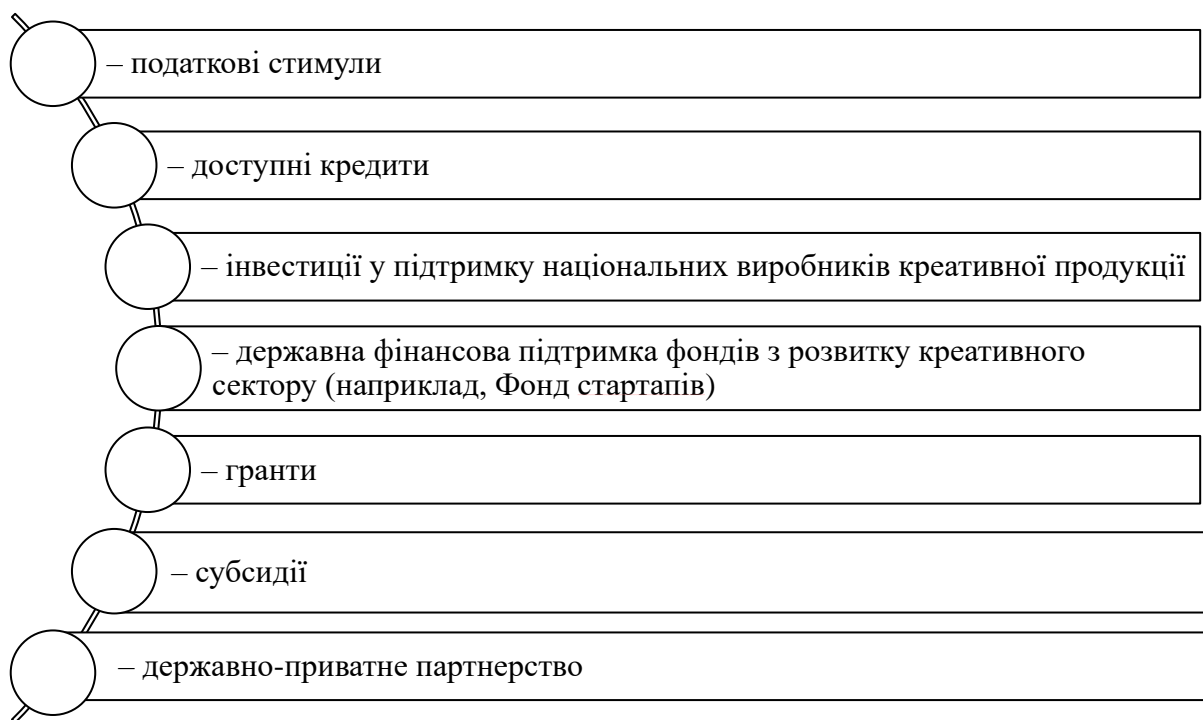 – податкові стимули
– доступні кредити
– інвестиції у підтримку національних виробників креативної продукції
– державна фінансова підтримка фондів з розвитку креативного
сектору (наприклад, Фонд стартапів)
– гранти
– субсидії
– державно-приватне партнерство